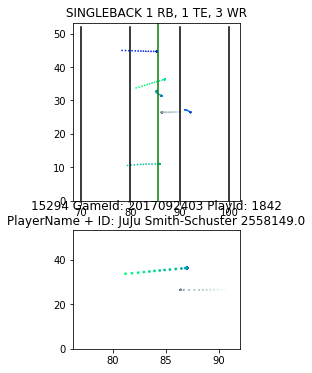 SINGLEBACK 1 RB, 1 TE, 3 WR
50
40
30
20
10
0
70 80 90 100
15294 GameId: 2017092403 PlayId: 1842
PlayerName + ID: JuJu Smith-Schuster 2558149.0
40
20
0
80 85 90